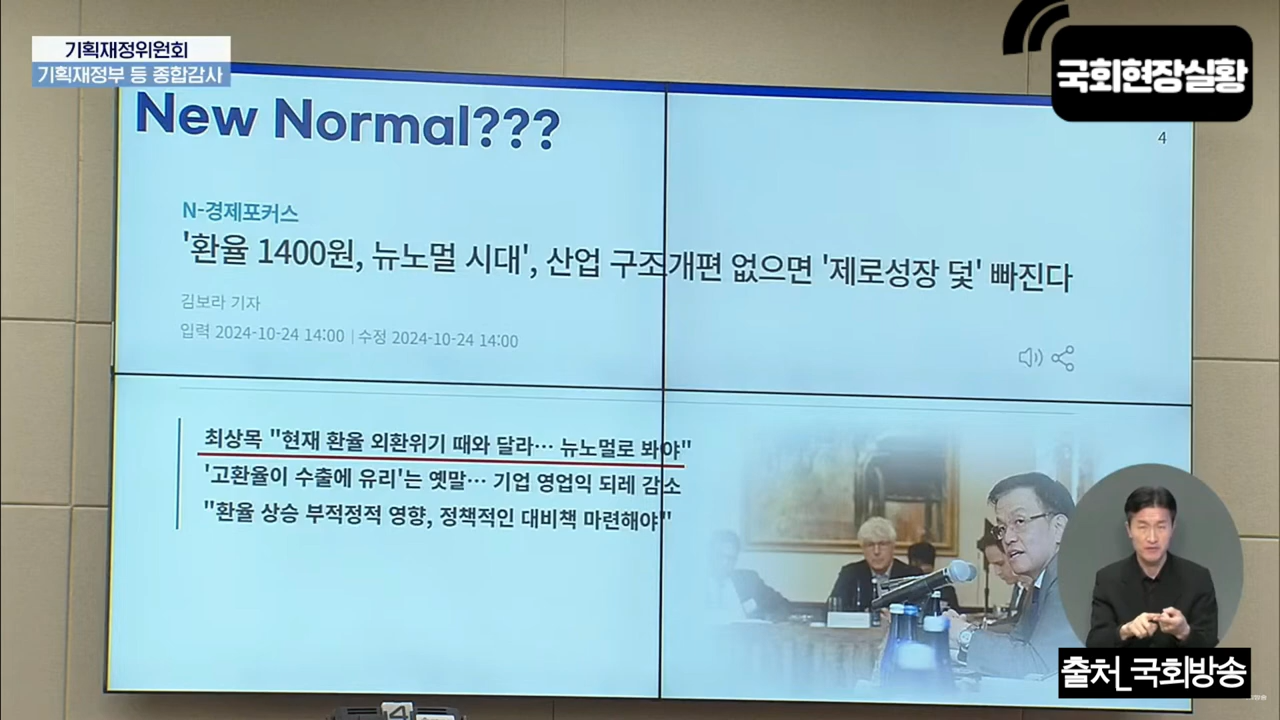 기획재정위원회
기획재정부 등 종합감사
국회현장실황
New Normal???
4
N-경제포커스
'환율 1400원, 뉴노멀 시대', 산업 구조개편 없으면 '제로성장 덫' 빠진다
김보라 기자
입력 2024-10-24 14:00 | 수정 2024-10-24 14:00
최상목 "현재 환율 외환위기 때와 달라… 뉴노멀로 봐야"
'고환율이 수출에 유리'는 옛말… 기업 영업익 되레 감소
"환율 상승 부적정적 영향, 정책적인 대비책 마련해야"
출처_국회방송
4